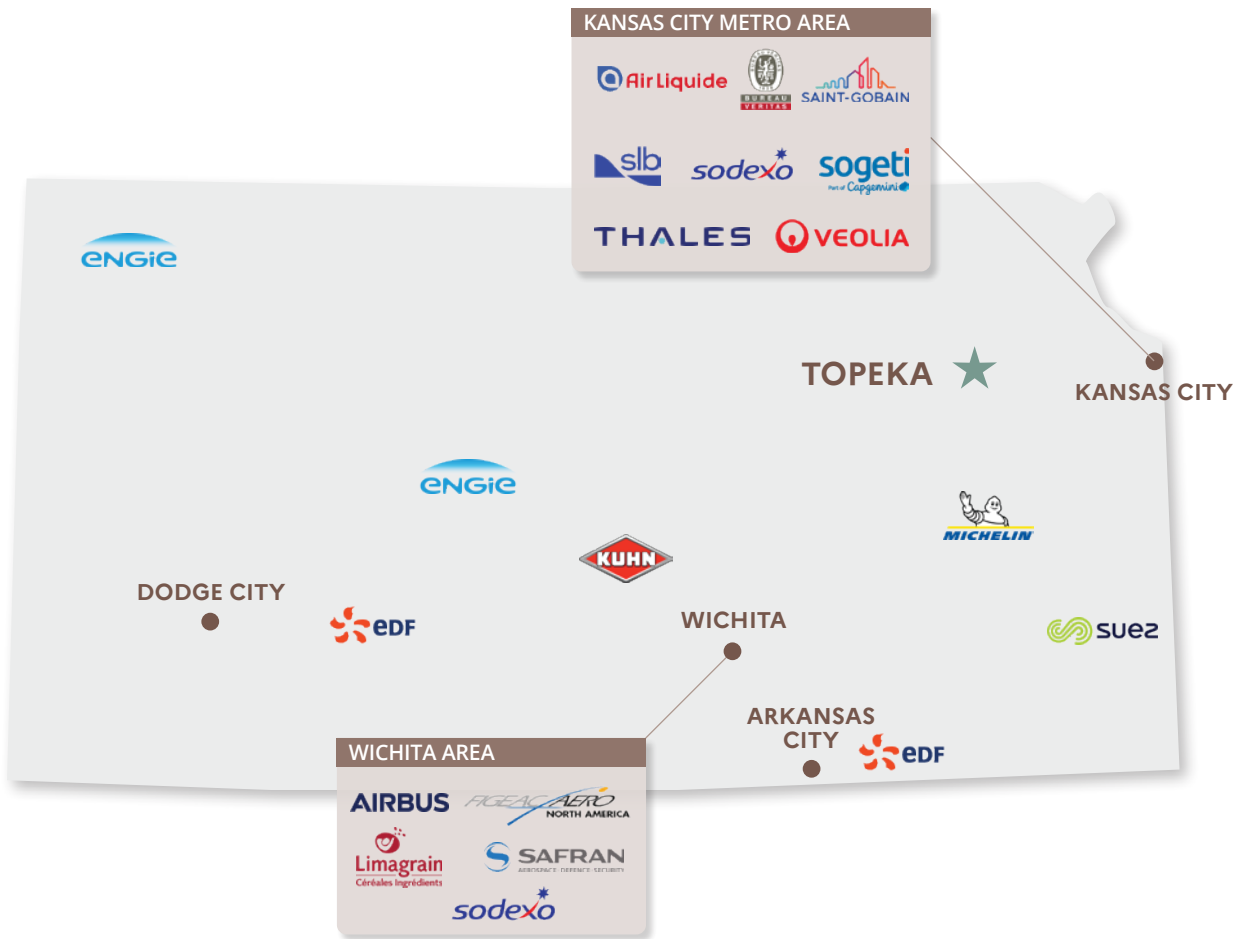 KANSAS CITY METRO AREA
Air Liquide
BUREAU
VERITAS
SAINT-GOBAIN
slb
sodexo
sogeti
Part of Capgemini
THALES
VEOLIA
ENGIE
TOPEKA
KANSAS CITY
ENGIE
MICHELIN
KUHN
DODGE CITY
eDF
WICHITA
suez
ARKANSAS
CITY
eDF
WICHITA AREA
AIRBUS
FIGEAC AERO
NORTH AMERICA
Limagrain
Céréales Ingrédients
SAFRAN
AEROSPACE DEFENCE SECURITY
sodexo